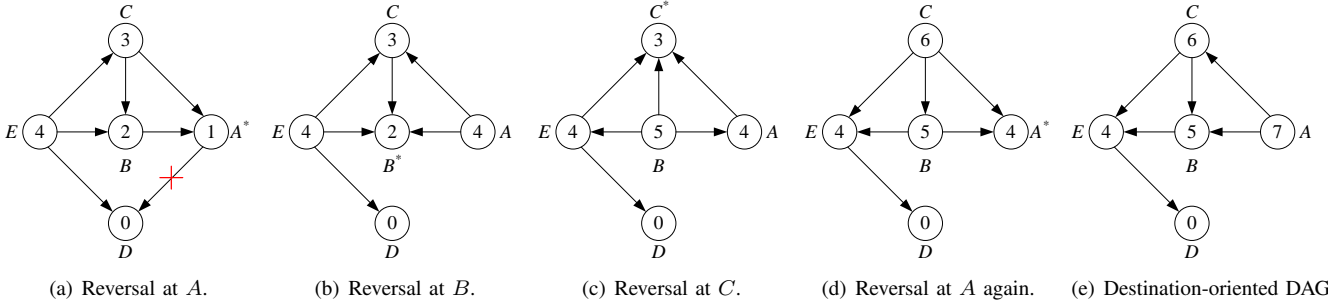 C
3
E 4 2 1 A*
B
0
D
(a) Reversal at A.
C
3
E 4 2 4 A
B*
0
D
(b) Reversal at B.
C*
3
E 4 5 4 A
B
0
D
(c) Reversal at C.
C
6
E 4 5 4 A*
B
0
D
(d) Reversal at A again.
C
6
E 4 5 7 A
B
0
D
(e) Destination-oriented DAG